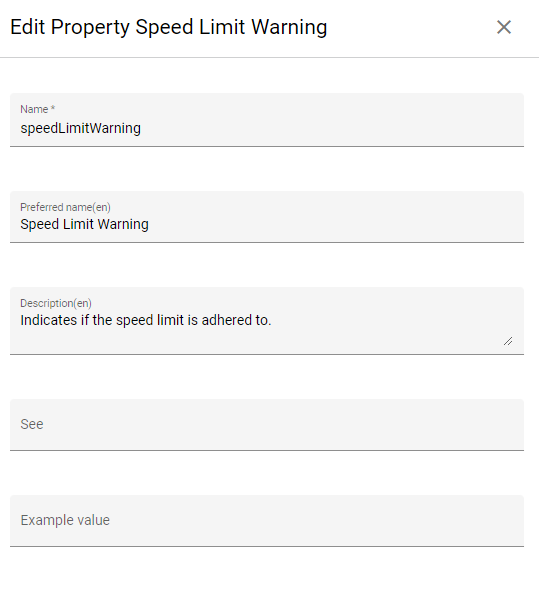 Edit Property Speed Limit Warning
Name *
speedLimitWarning
Preferred name(en)
Speed Limit Warning
Description(en)
Indicates if the speed limit is adhered to.
See
Example value